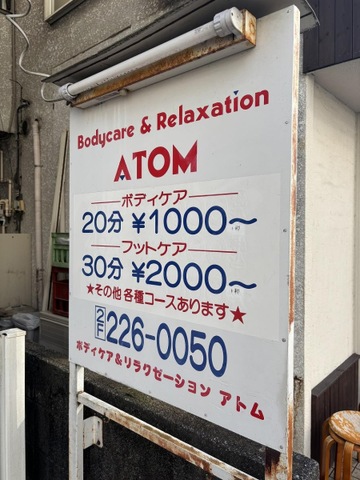 Bodycare & Relaxation
ATOM
ボディケア
20分 ¥1000～
フットケア
30分 ¥2000～
★その他 各種コースあります★
2F 226-0050
ボディケア&リラクゼーション アトム